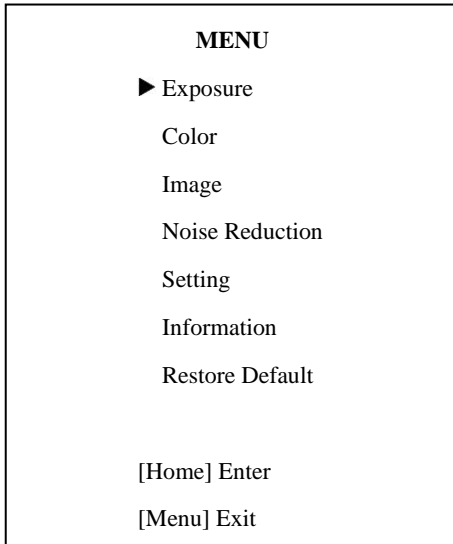 MENU
▶ Exposure
Color
Image
Noise Reduction
Setting
Information
Restore Default
[Home] Enter
[Menu] Exit